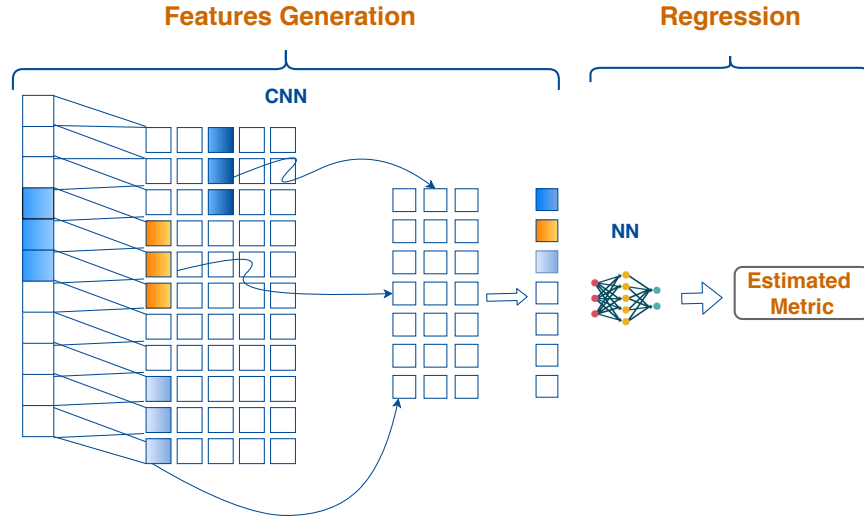 Features Generation
Regression
CNN
NN
Estimated
Metric